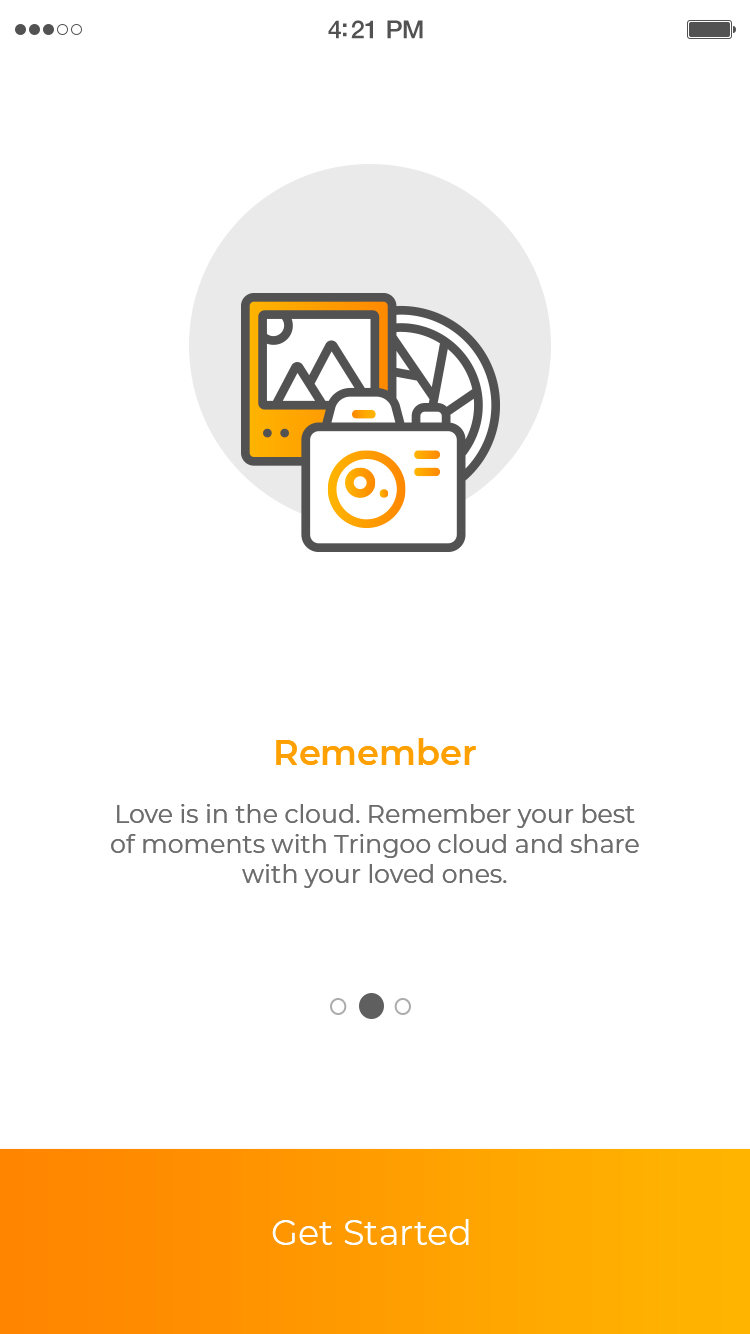 4:21 PM
Remember
Love is in the cloud. Remember your best
of moments with Tringoo cloud and share
with your loved ones.
Get Started